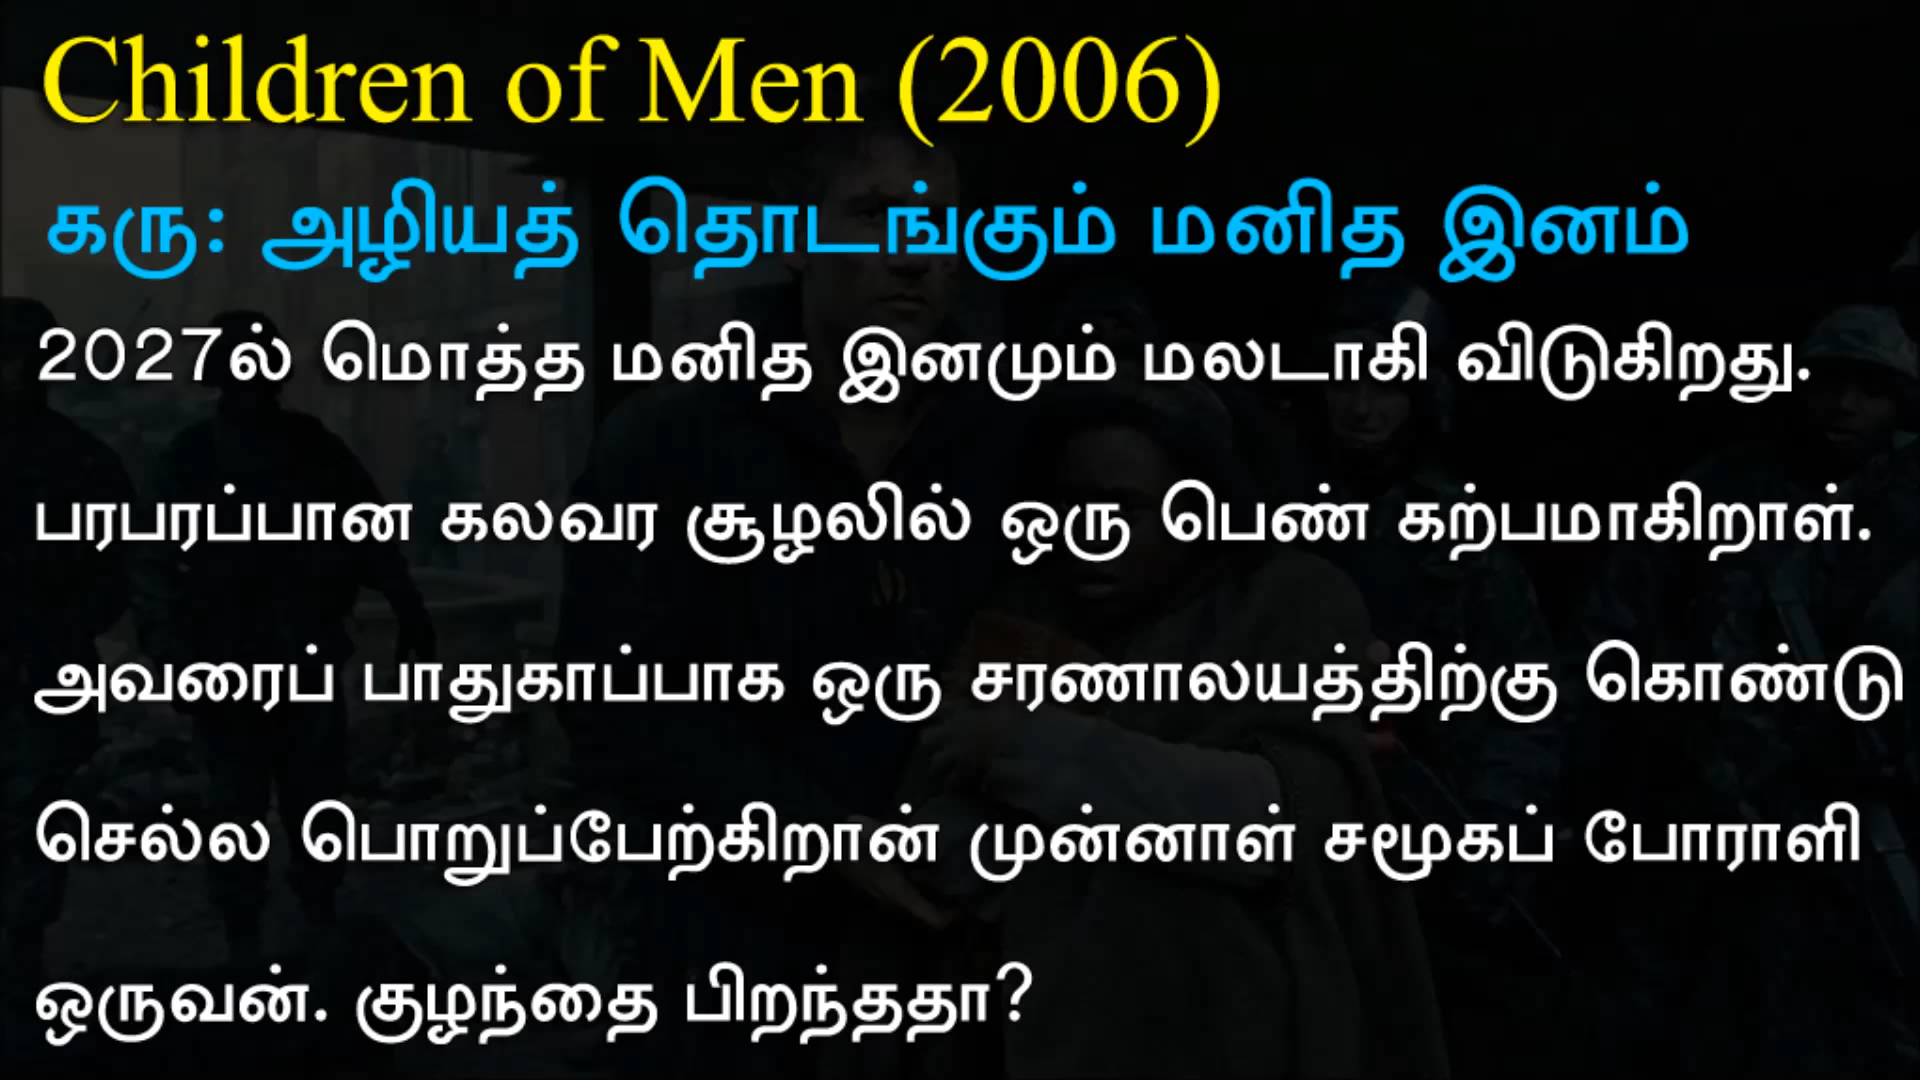 Children of Men (2006)
கரு: அழியத் தொடங்கும் மனித இனம்
2027ல் மொத்த மனித இனமும் மலடாகி விடுகிறது.
பரபரப்பான கலவர சூழலில் ஒரு பெண் கற்பமாகிறாள்.
அவரைப் பாதுகாப்பாக ஒரு சரணாலயத்திற்கு கொண்டு
செல்ல பொறுப்பேற்கிறான் முன்னாள் சமூகப் போராளி
ஒருவன். குழந்தை பிறந்ததா?